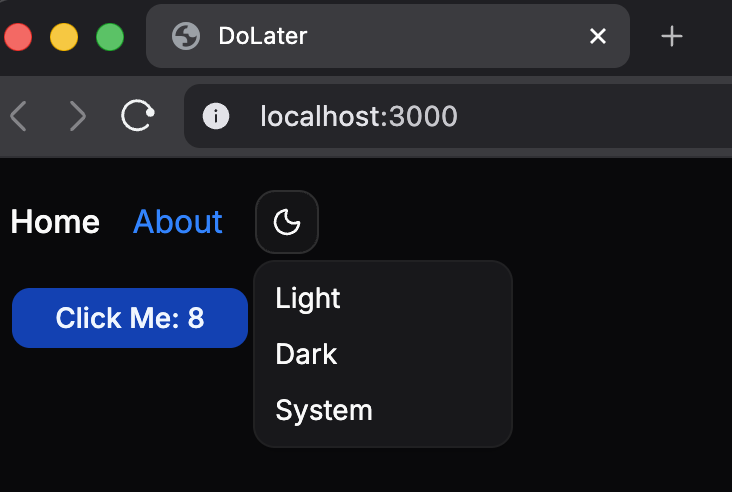 DoLater
localhost:3000
Home About
Click Me: 8
Light
Dark
System